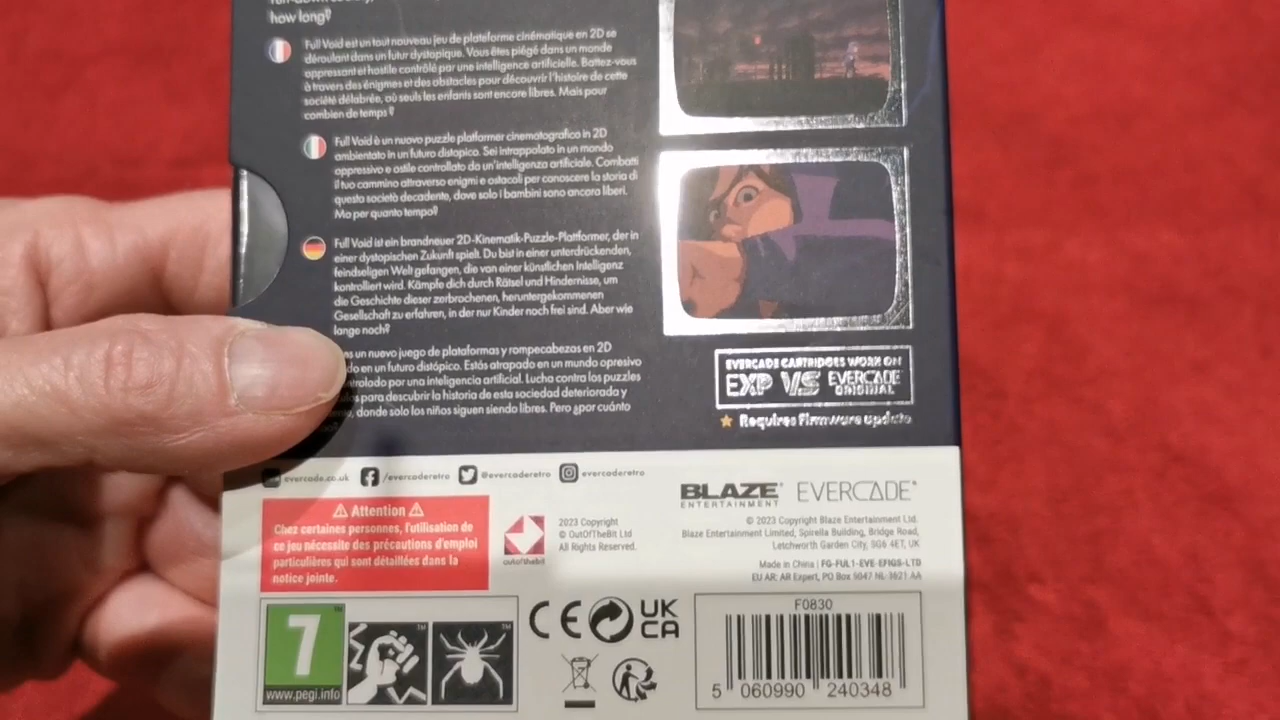 how long?
Full Void est un tout nouveau jeu de plateforme cinématique en 2D se
déroulant dans un futur dystopique. Vous êtes piégé dans un monde
oppressant et hostile contrôlé par une intelligence artificielle. Battez-vous
à travers des énigmes et des obstacles pour découvrir l'histoire de cette
société délabrée, où seuls les enfants sont encore libres. Mais pour
combien de temps ?
Full Void è un nuovo puzzle platformer cinematografico in 2D
ambientato in un futuro distopico. Sei intrappolato in un mondo
oppressivo e ostile controllato da un'intelligenza artificiale. Combatti
il tuo cammino attraverso enigmi e ostacoli per conoscere la storia di
questa società decadente, dove solo i bambini sono ancora liberi.
Ma per quanto tempo?
Full Void ist ein brandneuer 2D-Kinematik-Puzzle-Plattformer, der in
einer dystopischen Zukunft spielt. Du bist in einer unterdrückenden,
feindseligen Welt gefangen, die von einer künstlichen Intelligenz
kontrolliert wird. Kämpfe dich durch Rätsel und Hindernisse, um
die Geschichte dieser zerbrochenen, heruntergekommenen
Gesellschaft zu erfahren, in der nur Kinder noch frei sind. Aber wie
lange noch?
es un nuevo juego de plataformas y rompecabezas en 2D
do en un futuro distópico. Estás atrapado en un mundo opresivo
trolado por una inteligencia artificial. Lucha contra los puzzles
los para descubrir la historia de esta sociedad deteriorada y
donde solo los niños siguen siendo libres. Pero ¿por cuánto
EVERCADE CARTRIDGES WORK ON
EXP VS EVERCADE ORIGINAL
Requires Firmware update
evercade.co.uk /evercaderetro @evercaderetro evercaderetro
⚠ Attention ⚠
Chez certaines personnes, l'utilisation de
ce jeu nécessite des précautions d'emploi
particulières qui sont détaillées dans la
notice jointe.
outofthebit
2023 Copyright
© OutOfTheBit Ltd
All Rights Reserved.
BLAZE ENTERTAINMENT EVERCADE
© 2023 Copyright Blaze Entertainment Ltd.
Blaze Entertainment Limited, Spirella Building, Bridge Road,
Letchworth Garden City, SG6 4ET, UK
Made in China | FG-FUL1-EVE-EFIGS-LTD
EU AR: AR Expert, PO Box 5047 NL-3621 AA
7
www.pegi.info
CE UK CA
F0830
5 060990 240348